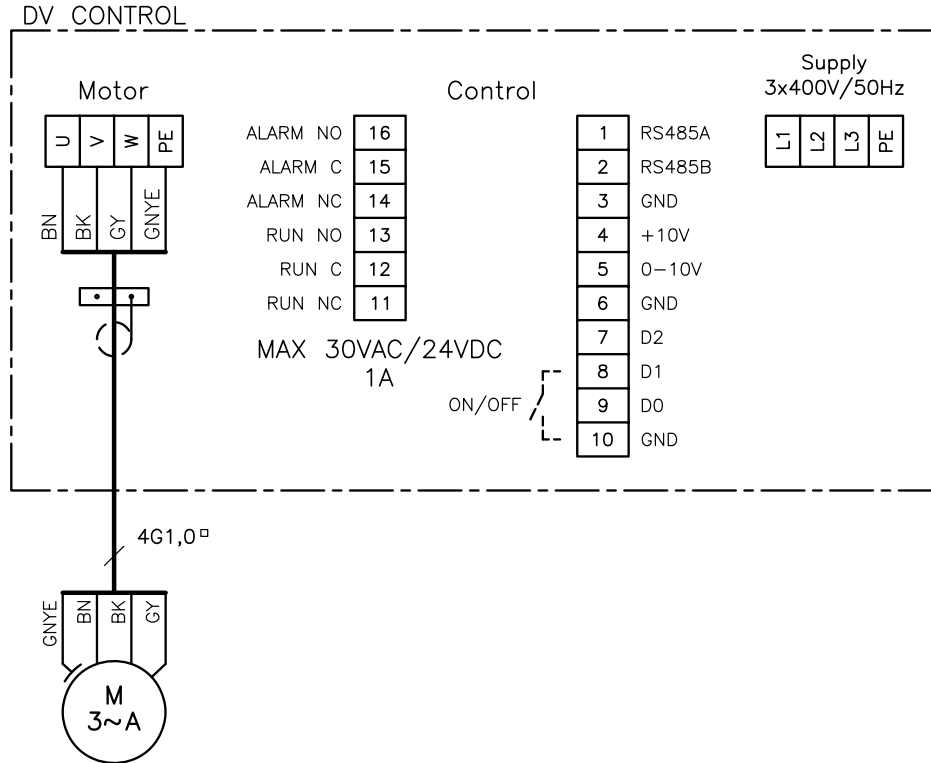 DV CONTROL
Motor
Control
Supply
3x400V/50Hz
U V W PE
BN BK GY GNYE
ALARM NO 16
ALARM C 15
ALARM NC 14
RUN NO 13
RUN C 12
RUN NC 11
MAX 30VAC/24VDC
1A
1 RS485A
2 RS485B
3 GND
4 +10V
5 0-10V
6 GND
7 D2
8 D1
9 D0
10 GND
ON/OFF
L1 L2 L3 PE
4G1,0▫
GNYE BN BK GY
M
3~A